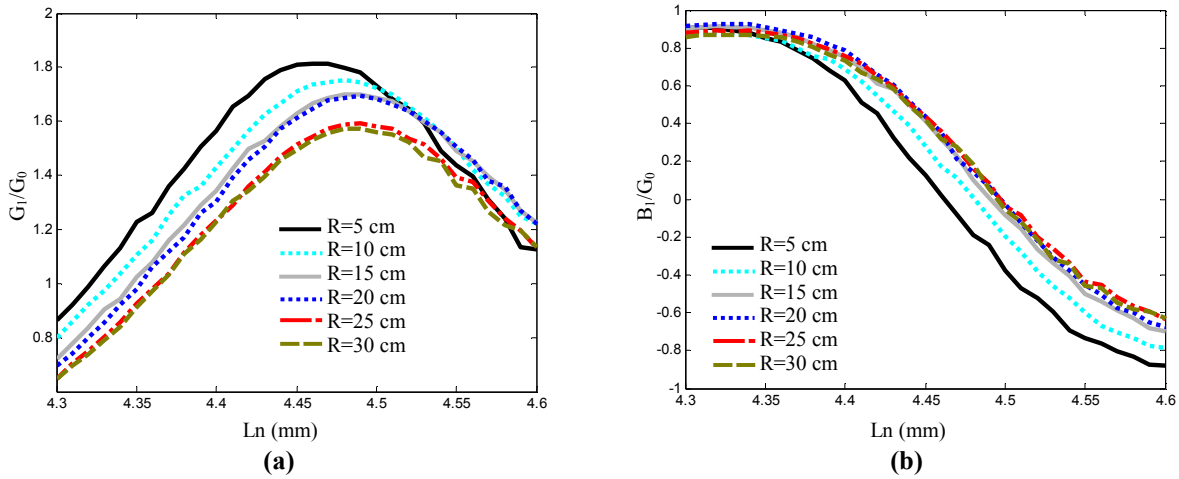 2
1.8
1.6
1.4
1.2
1
0.8
G1/G0
4.3
4.35
4.4
4.45
4.5
4.55
4.6
Ln (mm)
R=5 cm
R=10 cm
R=15 cm
R=20 cm
R=25 cm
R=30 cm
(a)
1
0.8
0.6
0.4
0.2
0
-0.2
-0.4
-0.6
-0.8
-1
B1/G0
4.3
4.35
4.4
4.45
4.5
4.55
4.6
Ln (mm)
R=5 cm
R=10 cm
R=15 cm
R=20 cm
R=25 cm
R=30 cm
(b)